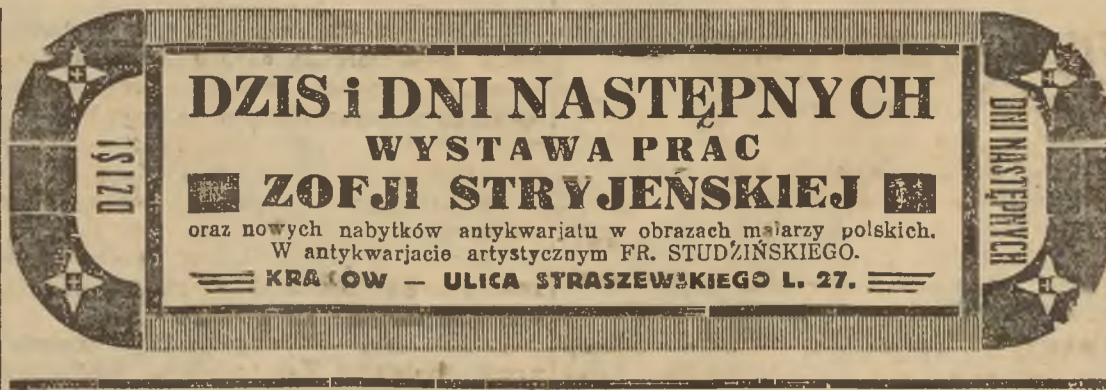 DZIŚ i
DZIS i DNI NASTĘPNYCH
WYSTAWA PRAC
ZOFJI STRYJEŃSKIEJ
oraz nowych nabytków antykwarjatu w obrazach malarzy polskich.
W antykwarjacie artystycznym FR. STUDZIŃSKIEGO.
KRAKOW — ULICA STRASZEWSKIEGO L. 27.
DNI NASTĘPNYCH